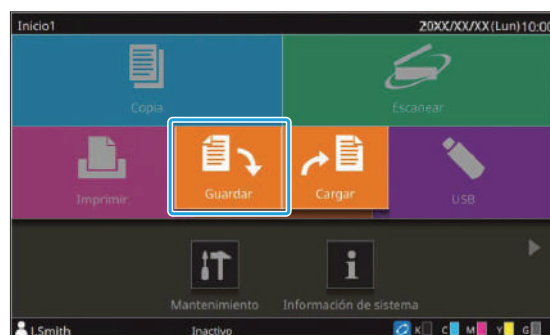 Inicio1 20XX/XX/XX(Lun)10:00
Copia Escanear
Imprimir Guardar Cargar USB
Mantenimiento Información de sistema
J.Smith Inactivo K C M Y G